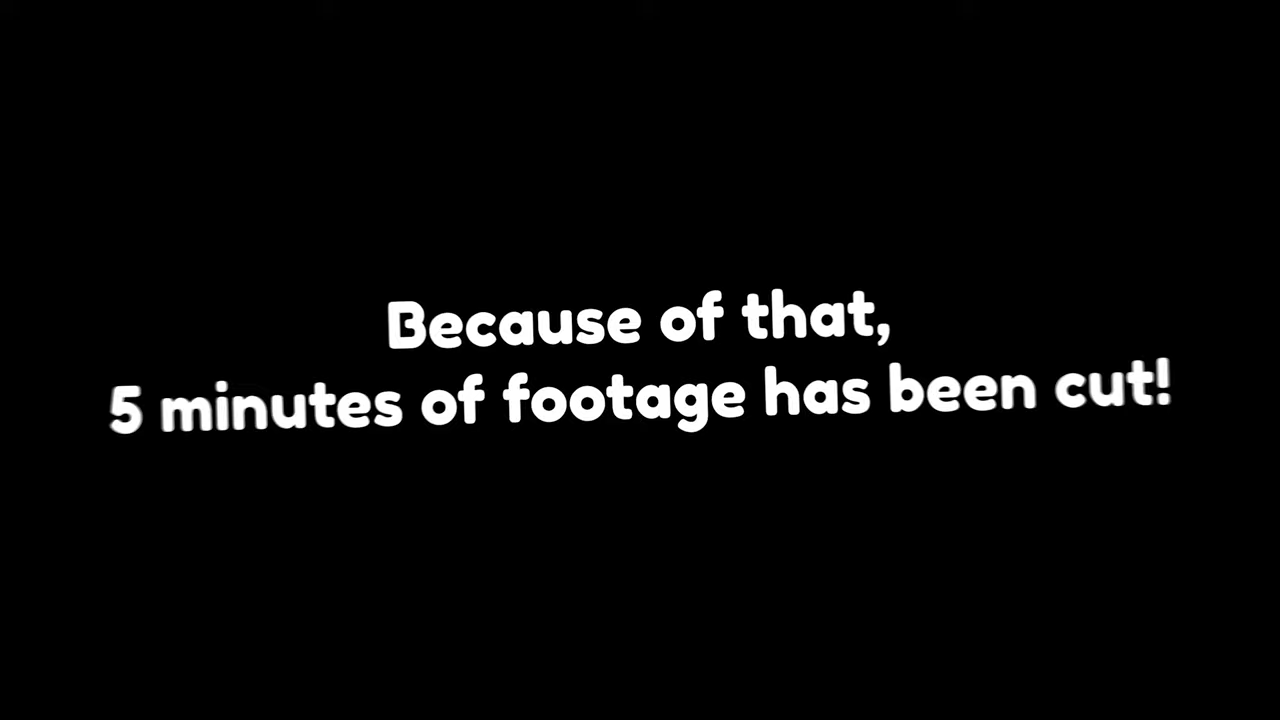 Because of that,
5 minutes of footage has been cut!